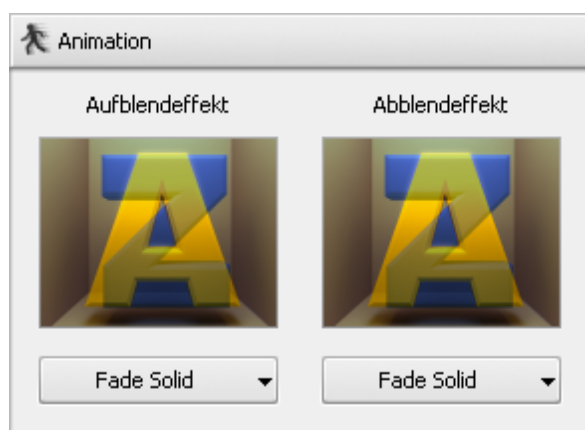 Animation
Aufblendeffekt
Abblendeffekt
Fade Solid
Fade Solid